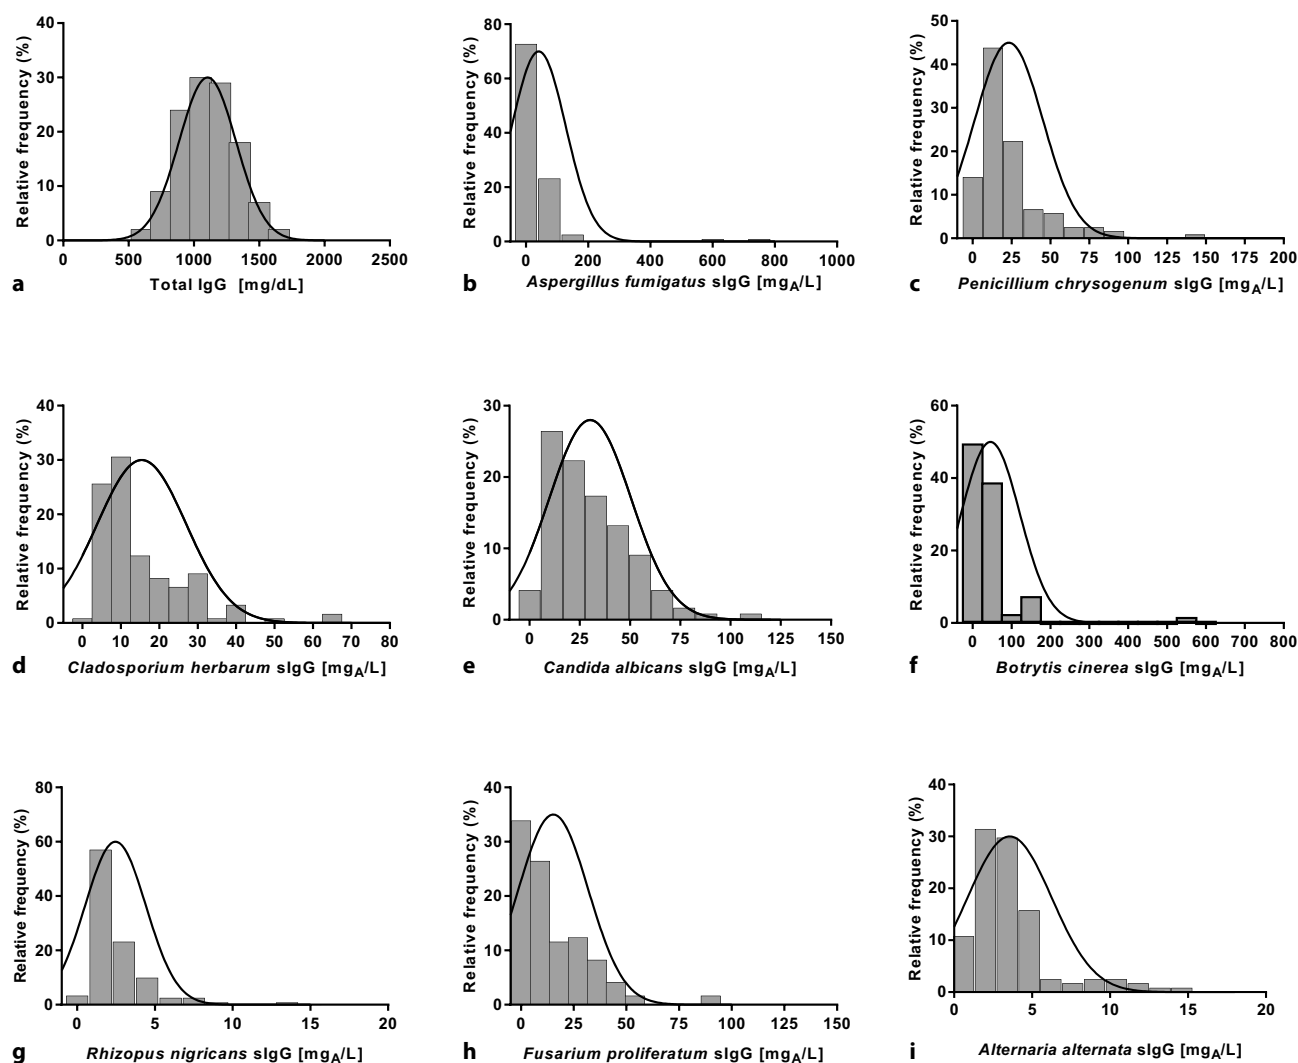 40
30
20
10
0
Relative frequency (%)
0 500 1000 1500 2000 2500
a Total IgG [mg/dL]
80
60
40
20
0
Relative frequency (%)
0 200 400 600 800 1000
b Aspergillus fumigatus sIgG [mgA/L]
50
40
30
20
10
0
Relative frequency (%)
0 25 50 75 100 125 150 175 200
c Penicillium chrysogenum sIgG [mgA/L]
40
30
20
10
0
Relative frequency (%)
0 10 20 30 40 50 60 70 80
d Cladosporium herbarum sIgG [mgA/L]
30
20
10
0
Relative frequency (%)
0 25 50 75 100 125 150
e Candida albicans sIgG [mgA/L]
60
40
20
0
Relative frequency (%)
0 100 200 300 400 500 600 700 800
f Botrytis cinerea sIgG [mgA/L]
80
60
40
20
0
Relative frequency (%)
0 5 10 15 20
g Rhizopus nigricans sIgG [mgA/L]
40
30
20
10
0
Relative frequency (%)
0 25 50 75 100 125 150
h Fusarium proliferatum sIgG [mgA/L]
40
30
20
10
0
Relative frequency (%)
0 5 10 15 20
i Alternaria alternata sIgG [mgA/L]